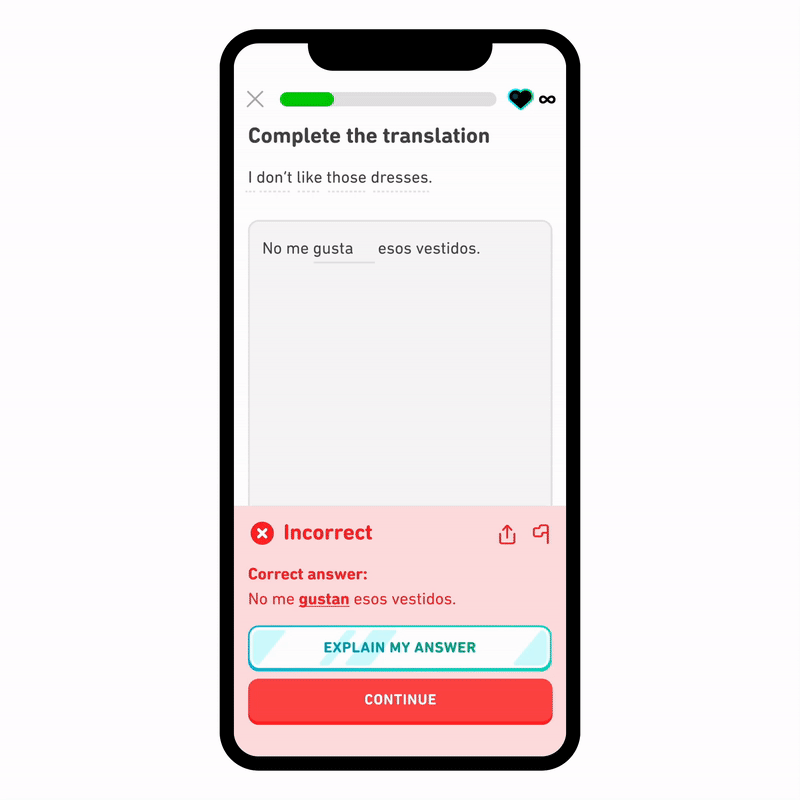 Complete the translation
I don't like those dresses.
No me gusta esos vestidos.
Incorrect
Correct answer:
No me gustan esos vestidos.
EXPLAIN MY ANSWER
CONTINUE